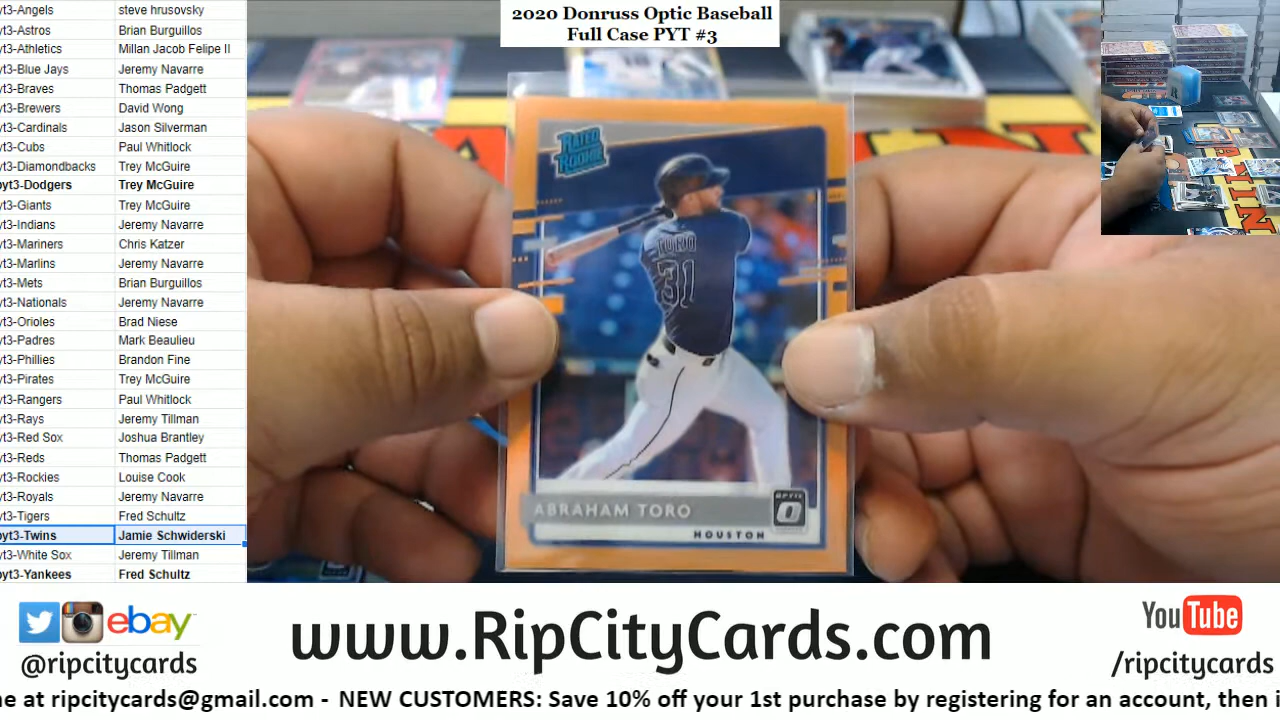 2020 Donruss Optic Baseball
Full Case PYT #3
yt3-Angels steve hrusovsky
yt3-Astros Brian Burguillos
yt3-Athletics Millan Jacob Felipe II
yt3-Blue Jays Jeremy Navarre
yt3-Braves Thomas Padgett
yt3-Brewers David Wong
yt3-Cardinals Jason Silverman
yt3-Cubs Paul Whitlock
yt3-Diamondbacks Trey McGuire
pyt3-Dodgers Trey McGuire
yt3-Giants Trey McGuire
yt3-Indians Jeremy Navarre
yt3-Mariners Chris Katzer
yt3-Marlins Jeremy Navarre
yt3-Mets Brian Burguillos
yt3-Nationals Jeremy Navarre
yt3-Orioles Brad Niese
yt3-Padres Mark Beaulieu
yt3-Phillies Brandon Fine
yt3-Pirates Trey McGuire
yt3-Rangers Paul Whitlock
yt3-Rays Jeremy Tillman
yt3-Red Sox Joshua Brantley
yt3-Reds Thomas Padgett
yt3-Rockies Louise Cook
yt3-Royals Jeremy Navarre
yt3-Tigers Fred Schultz
pyt3-Twins Jamie Schwiderski
yt3-White Sox Jeremy Tillman
pyt3-Yankees Fred Schultz
RATED
ROOKIE
TORO
31
ABRAHAM TORO
OPTIC
HOUSTON
ebay
@ripcitycards
www.RipCityCards.com
YouTube
/ripcitycards
ne at ripcitycards@gmail.com - NEW CUSTOMERS: Save 10% off your 1st purchase by registering for an account, then i